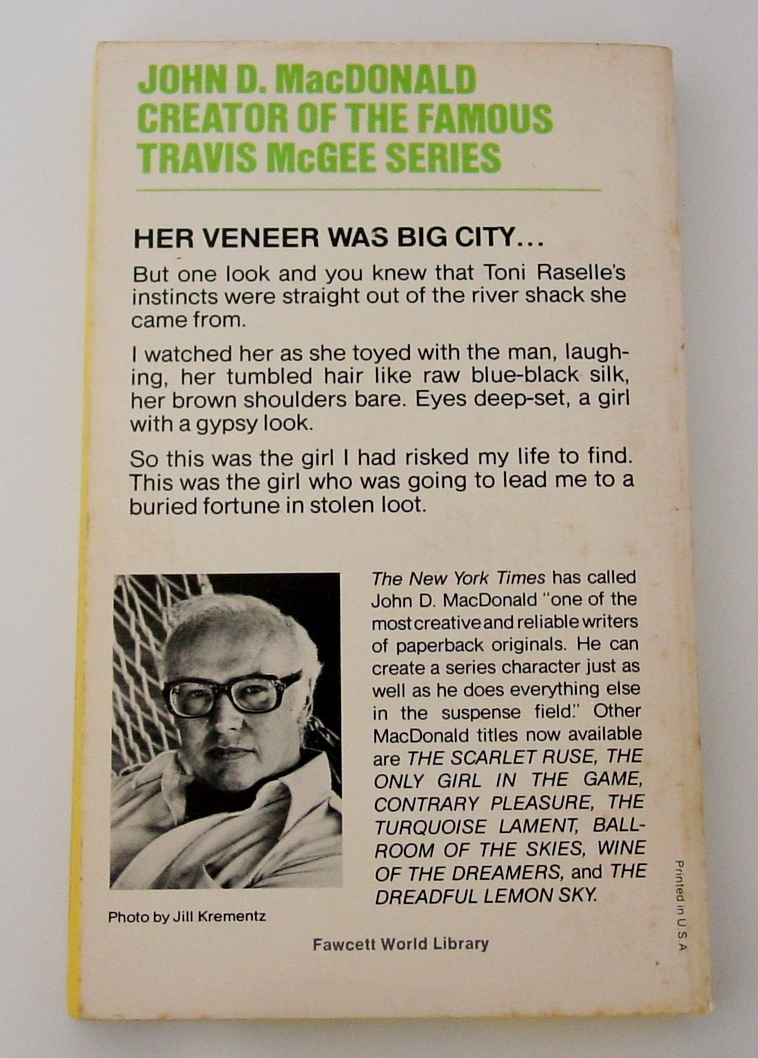 JOHN D. MacDONALD
CREATOR OF THE FAMOUS
TRAVIS McGEE SERIES
HER VENEER WAS BIG CITY...
But one look and you knew that Toni Raselle's
instincts were straight out of the river shack she
came from.
I watched her as she toyed with the man, laugh-
ing, her tumbled hair like raw blue-black silk,
her brown shoulders bare. Eyes deep-set, a girl
with a gypsy look.
So this was the girl I had risked my life to find.
This was the girl who was going to lead me to a
buried fortune in stolen loot.
The New York Times has called
John D. MacDonald "one of the
most creative and reliable writers
of paperback originals. He can
create a series character just as
well as he does everything else
in the suspense field." Other
MacDonald titles now available
are THE SCARLET RUSE, THE
ONLY GIRL IN THE GAME,
CONTRARY PLEASURE, THE
TURQUOISE LAMENT, BALL-
ROOM OF THE SKIES, WINE
OF THE DREAMERS, and THE
DREADFUL LEMON SKY.
Photo by Jill Krementz
Fawcett World Library
Printed in U.S.A.